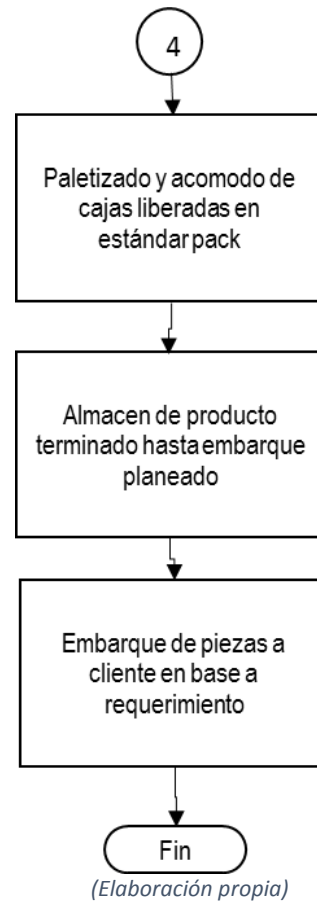 4
Paletizado y acomodo de
cajas liberadas en
estándar pack
Almacen de producto
terminado hasta embarque
planeado
Embarque de piezas a
cliente en base a
requerimiento
Fin
(Elaboración propia)